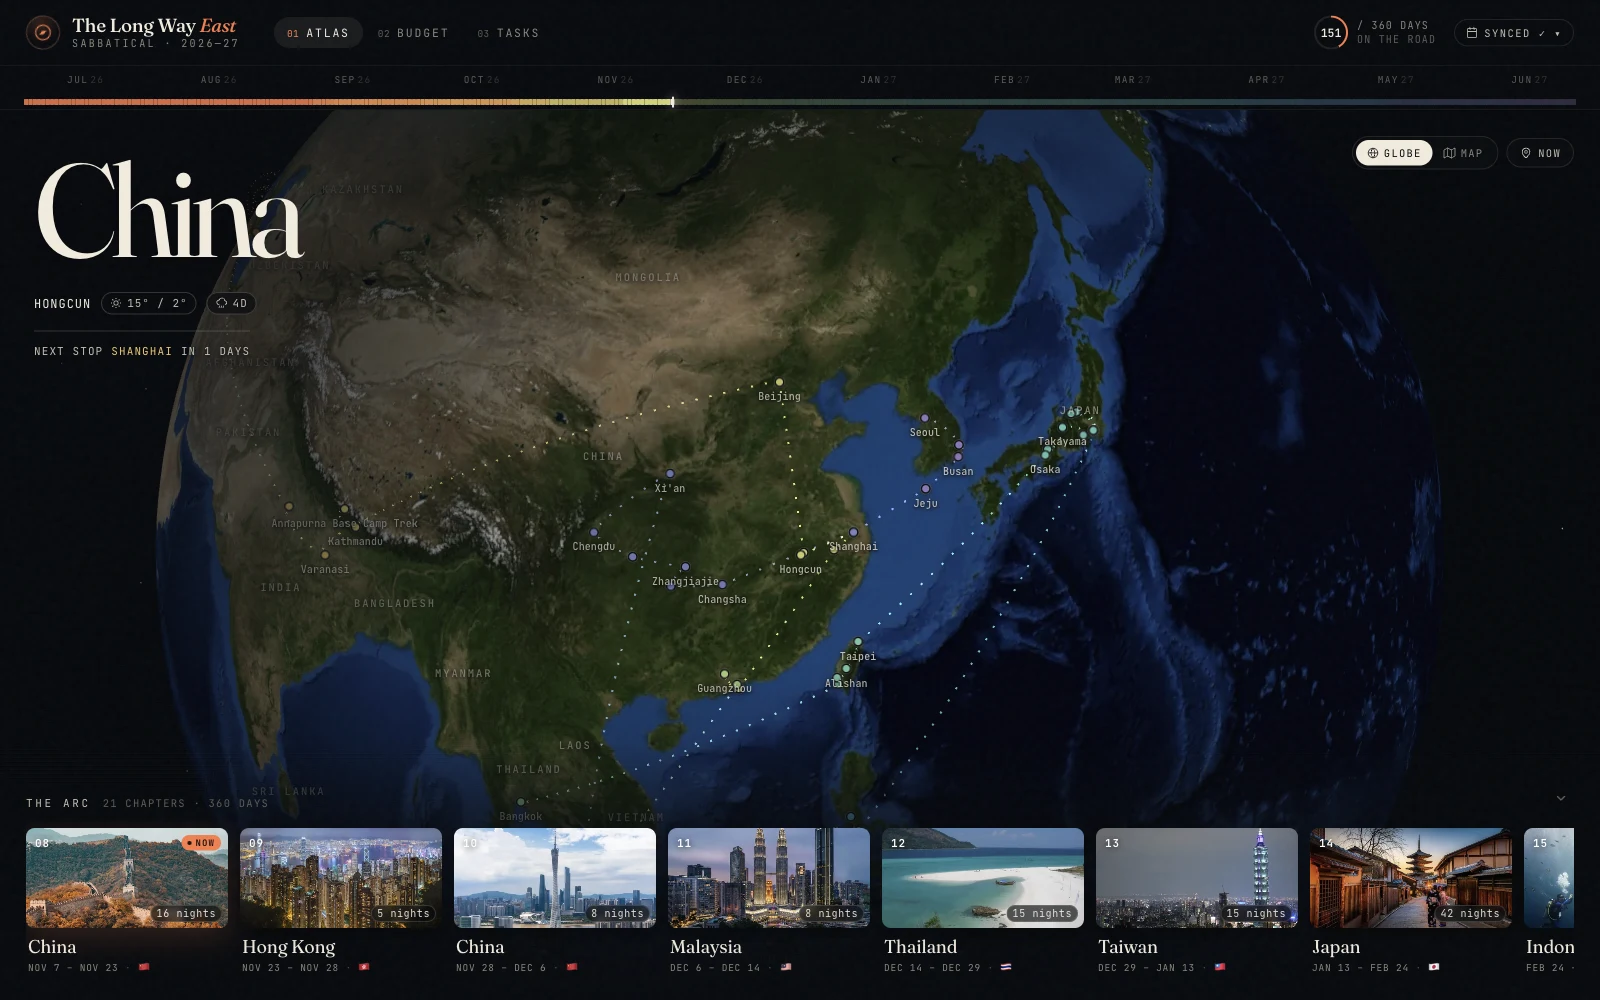 The Long Way East
SABBATICAL · 2026—27
01 ATLAS
02 BUDGET
03 TASKS
151
/ 360 DAYS
ON THE ROAD
SYNCED ✓ ▾
JUL 26
AUG 26
SEP 26
OCT 26
NOV 26
DEC 26
JAN 27
FEB 27
MAR 27
APR 27
MAY 27
JUN 27
China
GLOBE
MAP
NOW
HONGCUN
15° / 2°
4D
NEXT STOP SHANGHAI IN 1 DAYS
KAZAKHSTAN
MONGOLIA
AFGHANISTAN
PAKISTAN
CHINA
JAPAN
INDIA
BANGLADESH
MYANMAR
LAOS
THAILAND
VIETNAM
SRI LANKA
Beijing
Seoul
Takayama
Osaka
Busan
Jeju
Xi'an
Annapurna Base Camp Trek
Kathmandu
Varanasi
Chengdu
Shanghai
Hongcun
Zhangjiajie
Changsha
Taipei
Alishan
Guangzhou
Bangkok
THE ARC 21 CHAPTERS · 360 DAYS
08
NOW
16 nights
China
NOV 7 – NOV 23 ·
09
5 nights
Hong Kong
NOV 23 – NOV 28 ·
10
8 nights
China
NOV 28 – DEC 6 ·
11
8 nights
Malaysia
DEC 6 – DEC 14 ·
12
15 nights
Thailand
DEC 14 – DEC 29 ·
13
15 nights
Taiwan
DEC 29 – JAN 13 ·
14
42 nights
Japan
JAN 13 – FEB 24 ·
15
Indon
FEB 24 -